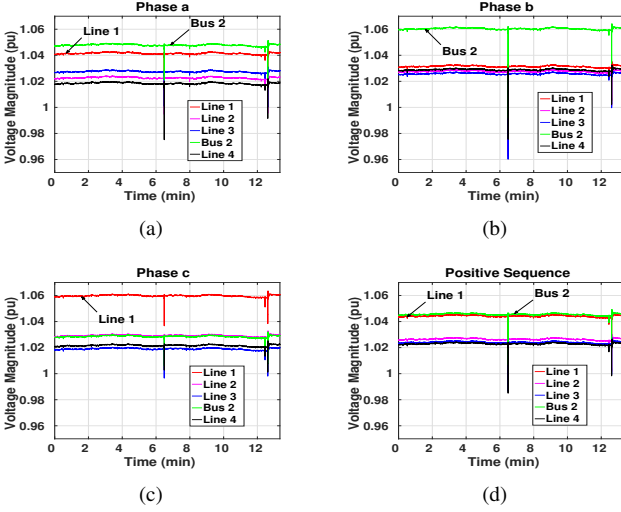 Phase a
Voltage Magnitude (pu)
1.06
1.04
1.02
1
0.98
0.96
Line 1
Bus 2
Line 1
Line 2
Line 3
Bus 2
Line 4
0 2 4 6 8 10 12
Time (min)
(a)
Phase b
Voltage Magnitude (pu)
1.06
1.04
1.02
1
0.98
0.96
Bus 2
Line 1
Line 2
Line 3
Bus 2
Line 4
0 2 4 6 8 10 12
Time (min)
(b)
Phase c
Voltage Magnitude (pu)
1.06
1.04
1.02
1
0.98
0.96
Line 1
Line 1
Line 2
Line 3
Bus 2
Line 4
0 2 4 6 8 10 12
Time (min)
(c)
Positive Sequence
Voltage Magnitude (pu)
1.06
1.04
1.02
1
0.98
0.96
Line 1
Bus 2
Line 1
Line 2
Line 3
Bus 2
Line 4
0 2 4 6 8 10 12
Time (min)
(d)